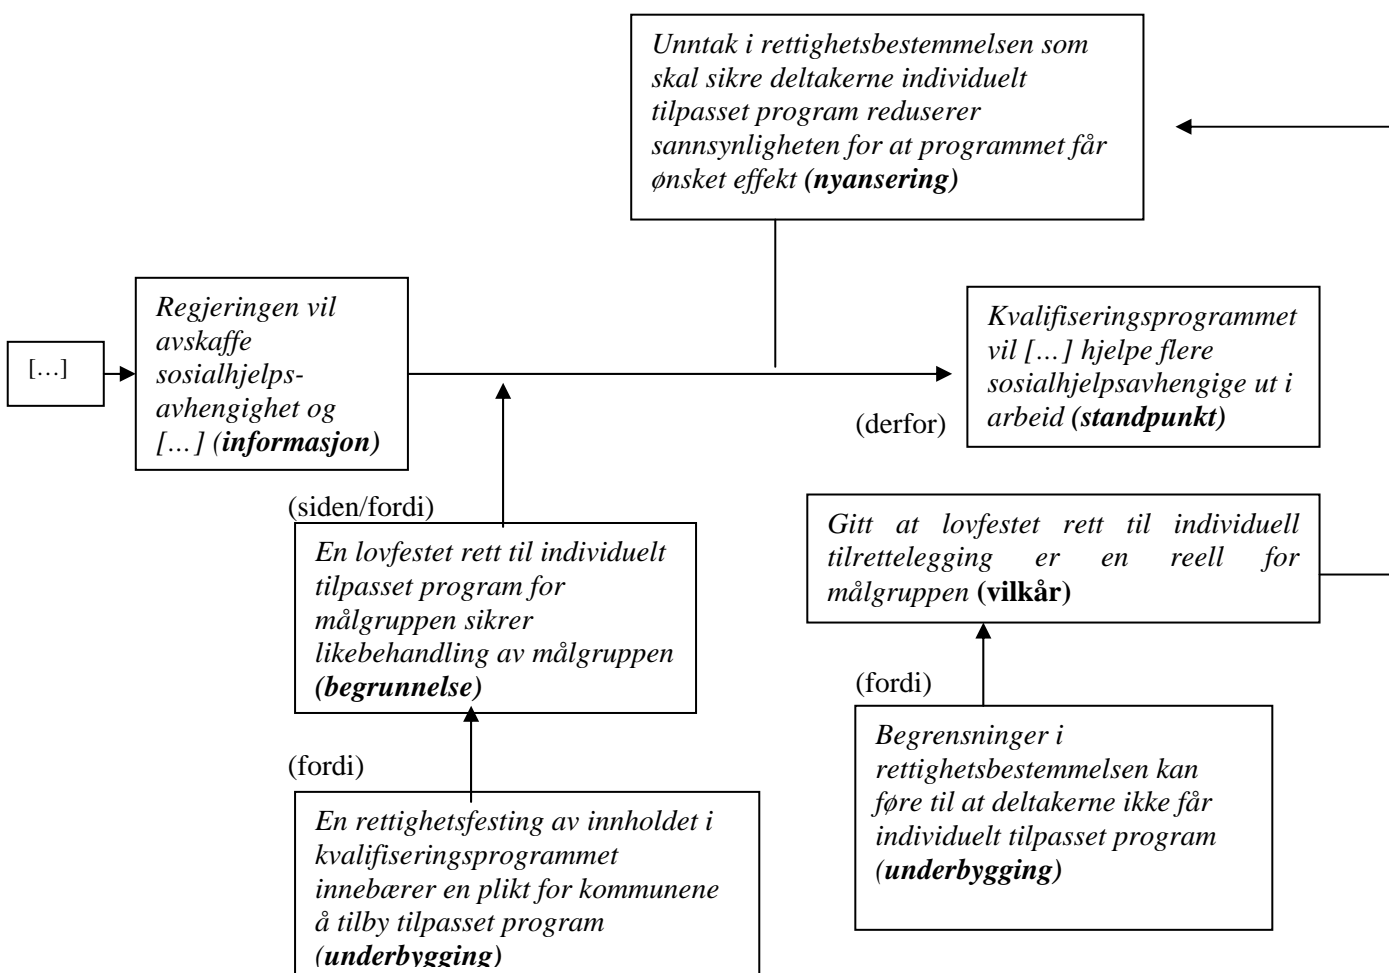 Unntak i rettighetsbestemmelsen som
skal sikre deltakerne individuelt
tilpasset program reduserer
sannsynligheten for at programmet får
ønsket effekt (nyansering)
[…]
Regjeringen vil
avskaffe
sosialhjelps-
avhengighet og
[…] (informasjon)
Kvalifiseringsprogrammet
vil […] hjelpe flere
sosialhjelpsavhengige ut i
arbeid (standpunkt)
(derfor)
(siden/fordi)
En lovfestet rett til individuelt
tilpasset program for
målgruppen sikrer
likebehandling av målgruppen
(begrunnelse)
Gitt at lovfestet rett til individuell
tilrettelegging er en reell for
målgruppen (vilkår)
(fordi)
Begrensninger i
rettighetsbestemmelsen kan
føre til at deltakerne ikke får
individuelt tilpasset program
(underbygging)
(fordi)
En rettighetsfesting av innholdet i
kvalifiseringsprogrammet
innebærer en plikt for kommunene
å tilby tilpasset program
(underbygging)